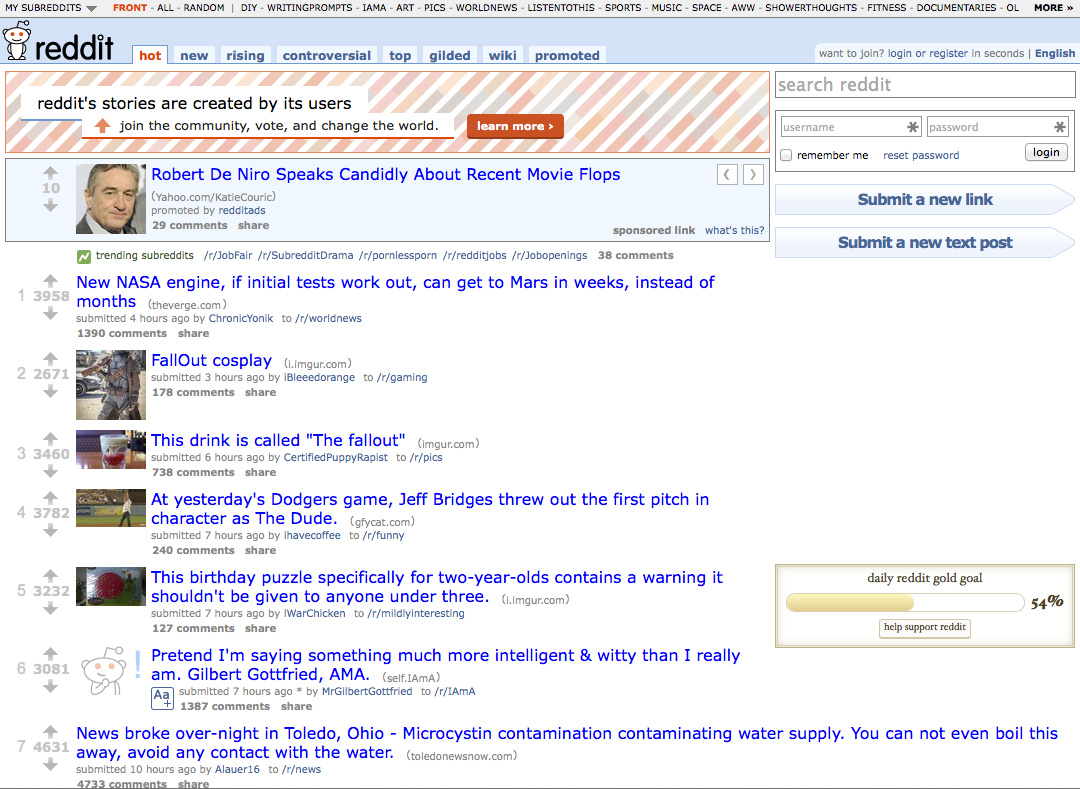 MY SUBREDDITS FRONT - ALL - RANDOM | DIY - WRITINGPROMPTS - IAMA - ART - PICS - WORLDNEWS - LISTENTOTHIS - SPORTS - MUSIC - SPACE - AWW - SHOWERTHOUGHTS - FITNESS - DOCUMENTARIES - OL MORE »
reddit hot new rising controversial top gilded wiki promoted
want to join? login or register in seconds | English
reddit's stories are created by its users
join the community, vote, and change the world. learn more ›
search reddit
username password
remember me reset password login
Submit a new link
Submit a new text post
10
Robert De Niro Speaks Candidly About Recent Movie Flops
(Yahoo.com/KatieCouric)
promoted by redditads
29 comments share
sponsored link what's this?
trending subreddits /r/JobFair /r/SubredditDrama /r/pornlessporn /r/redditjobs /r/Jobopenings 38 comments
1 3958 New NASA engine, if initial tests work out, can get to Mars in weeks, instead of
months (theverge.com)
submitted 4 hours ago by ChronicYonik to /r/worldnews
1390 comments share
2 2671 FallOut cosplay (i.imgur.com)
submitted 3 hours ago by iBleeedorange to /r/gaming
178 comments share
3 3460 This drink is called "The fallout" (imgur.com)
submitted 6 hours ago by CertifiedPuppyRapist to /r/pics
738 comments share
4 3782 At yesterday's Dodgers game, Jeff Bridges threw out the first pitch in
character as The Dude. (gfycat.com)
submitted 7 hours ago by ihavecoffee to /r/funny
240 comments share
5 3232 This birthday puzzle specifically for two-year-olds contains a warning it
shouldn't be given to anyone under three. (i.imgur.com)
submitted 7 hours ago by IWarChicken to /r/mildlyinteresting
127 comments share
daily reddit gold goal
54%
help support reddit
6 3081 Pretend I'm saying something much more intelligent & witty than I really
am. Gilbert Gottfried, AMA. (self.IAmA)
Aa+ submitted 7 hours ago * by MrGilbertGottfried to /r/IAmA
1387 comments share
7 4631 News broke over-night in Toledo, Ohio - Microcystin contamination contaminating water supply. You can not even boil this
away, avoid any contact with the water. (toledonewsnow.com)
submitted 10 hours ago by Alauer16 to /r/news
4733 comments share